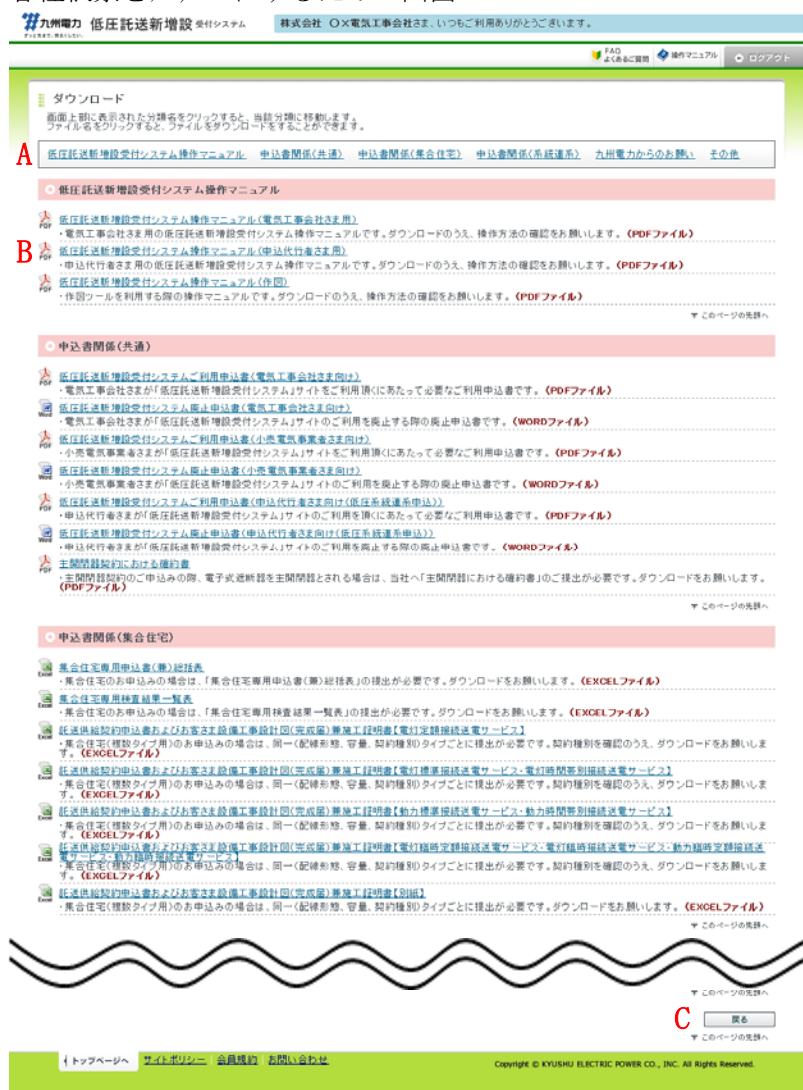 九州電力 低圧託送新増設 受付システム 株式会社 ○×電気工事会社さま、いつもご利用ありがとうございます。
ずっと先まで、明るくしたい。
FAQ
よくあるご質問 操作マニュアル ログアウト
ダウンロード
画面上部に表示された分類名をクリックすると、当該分類に移動します。
ファイル名をクリックすると、ファイルをダウンロードをすることができます。
A 低圧託送新増設受付システム操作マニュアル 申込書関係(共通) 申込書関係(集合住宅) 申込書関係(系統連系) 九州電力からのお願い その他
低圧託送新増設受付システム操作マニュアル
低圧託送新増設受付システム操作マニュアル(電気工事会社さま用)
PDF ・電気工事会社さま用の低圧託送新増設受付システム操作マニュアルです。ダウンロードのうえ、操作方法の確認をお願いします。(PDFファイル)
B 低圧託送新増設受付システム操作マニュアル(申込代行者さま用)
PDF ・申込代行者さま用の低圧託送新増設受付システム操作マニュアルです。ダウンロードのうえ、操作方法の確認をお願いします。(PDFファイル)
低圧託送新増設受付システム操作マニュアル(作図)
PDF ・作図ツールを利用する際の操作マニュアルです。ダウンロードのうえ、操作方法の確認をお願いします。(PDFファイル)
このページの先頭へ
申込書関係(共通)
低圧託送新増設受付システムご利用申込書(電気工事会社さま向け)
PDF ・電気工事会社さまが「低圧託送新増設受付システム」サイトをご利用頂くにあたって必要なご利用申込書です。(PDFファイル)
低圧託送新増設受付システム廃止申込書(電気工事会社さま向け)
Word ・電気工事会社さまが「低圧託送新増設受付システム」サイトのご利用を廃止する際の廃止申込書です。(WORDファイル)
低圧託送新増設受付システムご利用申込書(小売電気事業者さま向け)
PDF ・小売電気事業者さまが「低圧託送新増設受付システム」サイトをご利用頂くにあたって必要なご利用申込書です。(PDFファイル)
低圧託送新増設受付システム廃止申込書(小売電気事業者さま向け)
Word ・小売電気事業者さまが「低圧託送新増設受付システム」サイトのご利用を廃止する際の廃止申込書です。(WORDファイル)
低圧託送新増設受付システムご利用申込書(申込代行者さま向け(低圧系統連系申込))
PDF ・申込代行者さまが「低圧託送新増設受付システム」サイトのご利用を頂くにあたって必要なご利用申込書です。(PDFファイル)
低圧託送新増設受付システム廃止申込書(申込代行者さま向け(低圧系統連系申込))
Word ・申込代行者さまが「低圧託送新増設受付システム」サイトのご利用を廃止する際の廃止申込書です。(WORDファイル)
主開閉器契約における確約書
PDF ・主開閉器契約のご申込みの際、電子式遮断器を主開閉器とされる場合は、当社へ「主開閉器における確約書」のご提出が必要です。ダウンロードをお願いします。
(PDFファイル)
このページの先頭へ
申込書関係(集合住宅)
集合住宅専用申込書(兼)総括表
Excel ・集合住宅のお申込みの場合は、「集合住宅専用申込書(兼)総括表」の提出が必要です。ダウンロードをお願いします。(EXCELファイル)
集合住宅専用検査結果一覧表
Excel ・集合住宅のお申込みの場合は、「集合住宅専用検査結果一覧表」の提出が必要です。ダウンロードをお願いします。(EXCELファイル)
託送供給契約申込書およびお客さま設備工事設計図(完成届)兼施工証明書【電灯定額接続送電サービス】
Excel ・集合住宅(複数タイプ用)のお申込みの場合は、同一(配線形態、容量、契約種別)タイプごとに提出が必要です。契約種別を確認のうえ、ダウンロードをお願いしま
す。(EXCELファイル)
託送供給契約申込書およびお客さま設備工事設計図(完成届)兼施工証明書【電灯標準接続送電サービス・電灯時間帯別接続送電サービス】
Excel ・集合住宅(複数タイプ用)のお申込みの場合は、同一(配線形態、容量、契約種別)タイプごとに提出が必要です。契約種別を確認のうえ、ダウンロードをお願いしま
す。(EXCELファイル)
託送供給契約申込書およびお客さま設備工事設計図(完成届)兼施工証明書【動力標準接続送電サービス・動力時間帯別接続送電サービス】
Excel ・集合住宅(複数タイプ用)のお申込みの場合は、同一(配線形態、容量、契約種別)タイプごとに提出が必要です。契約種別を確認のうえ、ダウンロードをお願いしま
す。(EXCELファイル)
託送供給契約申込書およびお客さま設備工事設計図(完成届)兼施工証明書【電灯臨時定額接続送電サービス・電灯臨時接続送電サービス・動力臨時定額接続送
電サービス・動力臨時接続送電サービス】
Excel ・集合住宅(複数タイプ用)のお申込みの場合は、同一(配線形態、容量、契約種別)タイプごとに提出が必要です。契約種別を確認のうえ、ダウンロードをお願いしま
す。(EXCELファイル)
託送供給契約申込書およびお客さま設備工事設計図(完成届)兼施工証明書【別紙】
Excel ・集合住宅(複数タイプ用)のお申込みの場合は、同一(配線形態、容量、契約種別)タイプごとに提出が必要です。ダウンロードをお願いします。(EXCELファイル)
このページの先頭へ
このページの先頭へ
C 戻る
このページの先頭へ
トップページへ サイトポリシー 会員規約 お問い合わせ Copyright © KYUSHU ELECTRIC POWER CO., INC. All Rights Reserved.